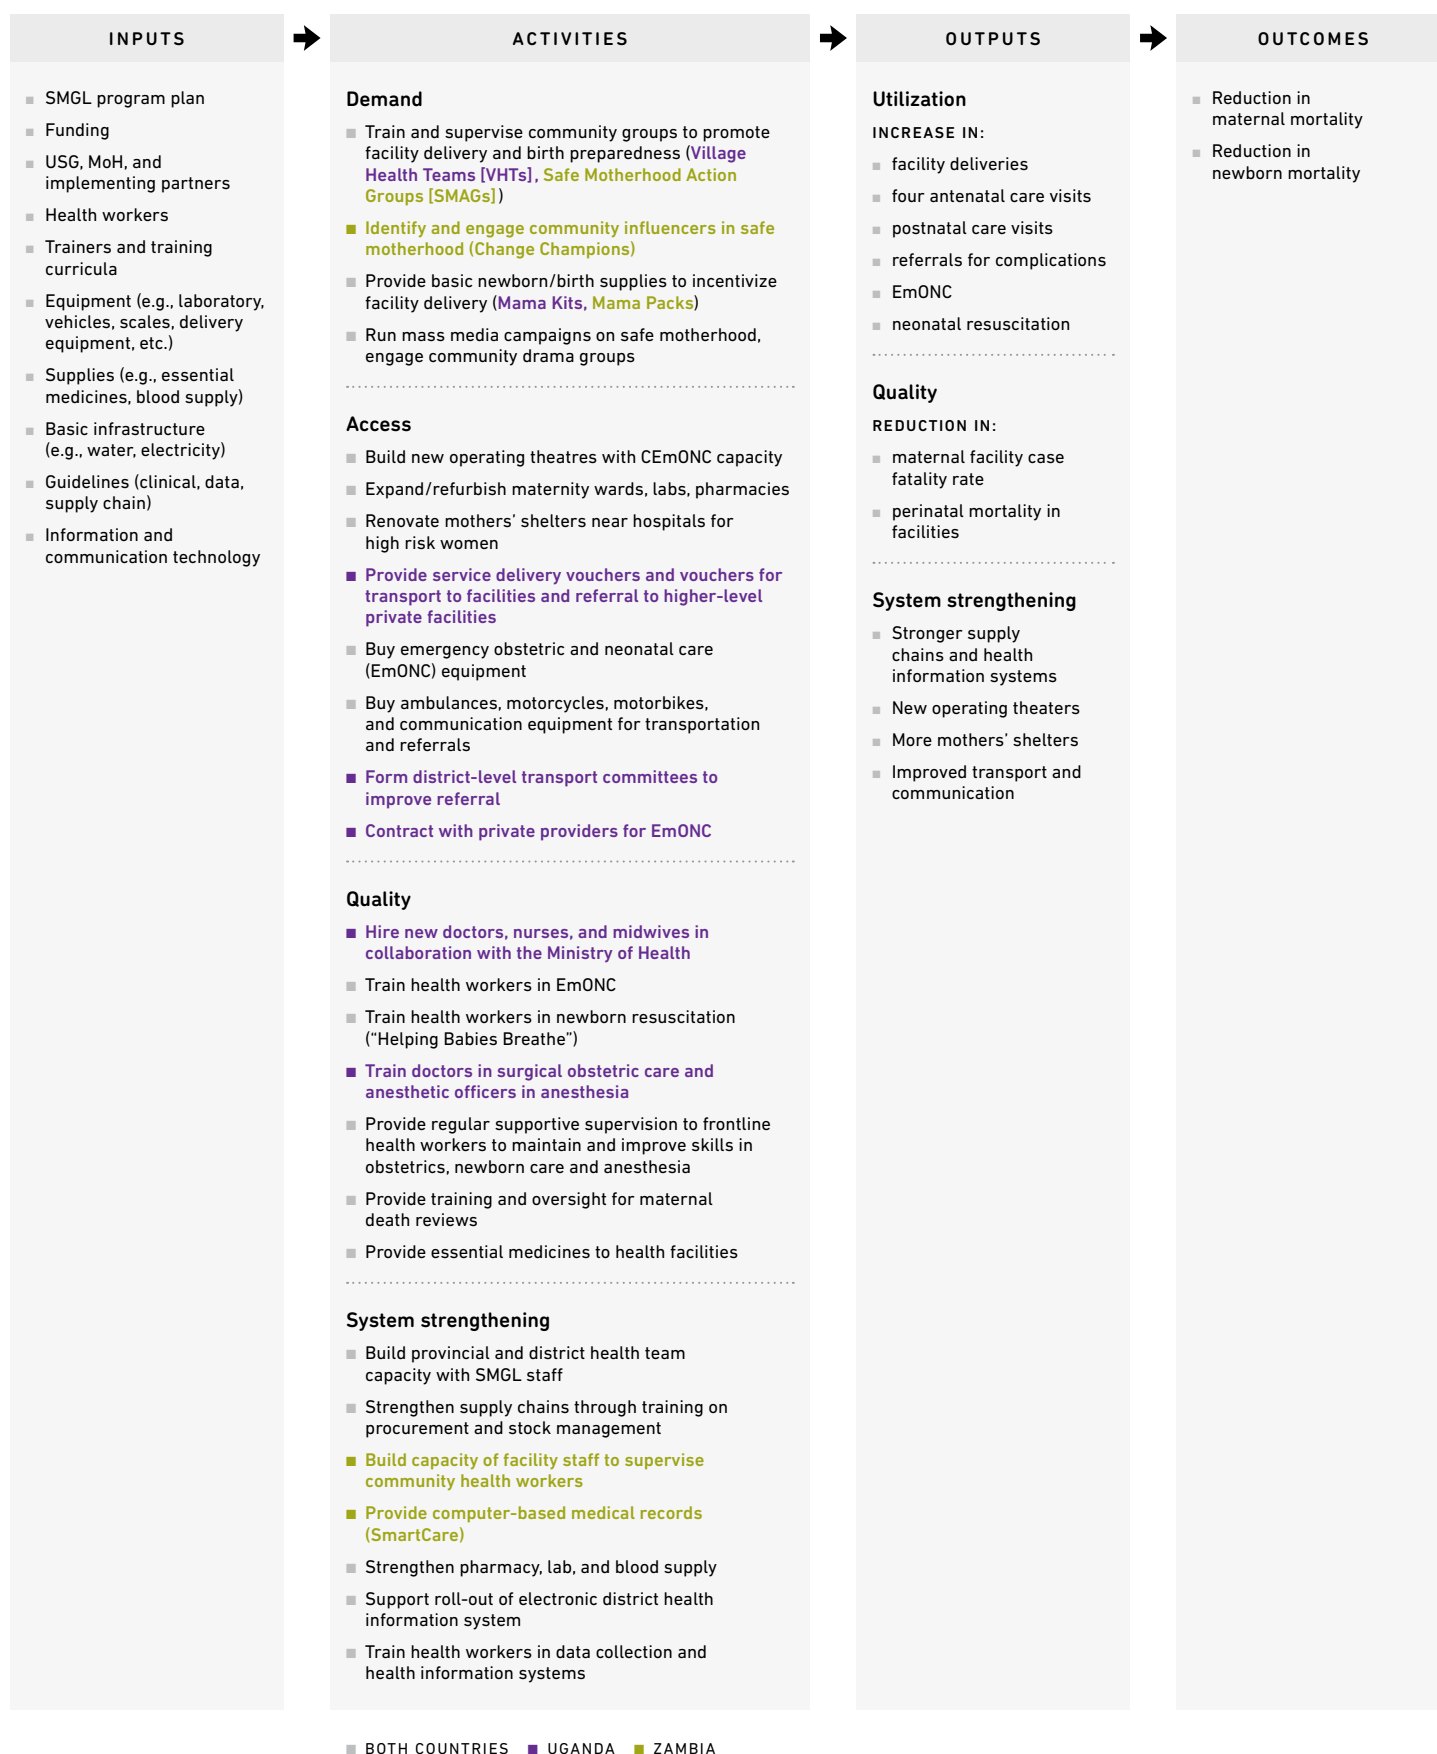 INPUTS
SMGL program plan
Funding
USG, MoH, and
implementing partners
Health workers
Trainers and training
curricula
Equipment (e.g., laboratory,
vehicles, scales, delivery
equipment, etc.)
Supplies (e.g., essential
medicines, blood supply)
Basic infrastructure
(e.g., water, electricity)
Guidelines (clinical, data,
supply chain)
Information and
communication technology
ACTIVITIES
Demand
Train and supervise community groups to promote
facility delivery and birth preparedness (Village
Health Teams [VHTs], Safe Motherhood Action
Groups [SMAGs])
Identify and engage community influencers in safe
motherhood (Change Champions)
Provide basic newborn/birth supplies to incentivize
facility delivery (Mama Kits, Mama Packs)
Run mass media campaigns on safe motherhood,
engage community drama groups
Access
Build new operating theatres with CEmONC capacity
Expand/refurbish maternity wards, labs, pharmacies
Renovate mothers’ shelters near hospitals for
high risk women
Provide service delivery vouchers and vouchers for
transport to facilities and referral to higher-level
private facilities
Buy emergency obstetric and neonatal care
(EmONC) equipment
Buy ambulances, motorcycles, motorbikes,
and communication equipment for transportation
and referrals
Form district-level transport committees to
improve referral
Contract with private providers for EmONC
Quality
Hire new doctors, nurses, and midwives in
collaboration with the Ministry of Health
Train health workers in EmONC
Train health workers in newborn resuscitation
(“Helping Babies Breathe”)
Train doctors in surgical obstetric care and
anesthetic officers in anesthesia
Provide regular supportive supervision to frontline
health workers to maintain and improve skills in
obstetrics, newborn care and anesthesia
Provide training and oversight for maternal
death reviews
Provide essential medicines to health facilities
System strengthening
Build provincial and district health team
capacity with SMGL staff
Strengthen supply chains through training on
procurement and stock management
Build capacity of facility staff to supervise
community health workers
Provide computer-based medical records
(SmartCare)
Strengthen pharmacy, lab, and blood supply
Support roll-out of electronic district health
information system
Train health workers in data collection and
health information systems
OUTPUTS
Utilization
INCREASE IN:
facility deliveries
four antenatal care visits
postnatal care visits
referrals for complications
EmONC
neonatal resuscitation
Quality
REDUCTION IN:
maternal facility case
fatality rate
perinatal mortality in
facilities
System strengthening
Stronger supply
chains and health
information systems
New operating theaters
More mothers’ shelters
Improved transport and
communication
OUTCOMES
Reduction in
maternal mortality
Reduction in
newborn mortality
BOTH COUNTRIES UGANDA ZAMBIA